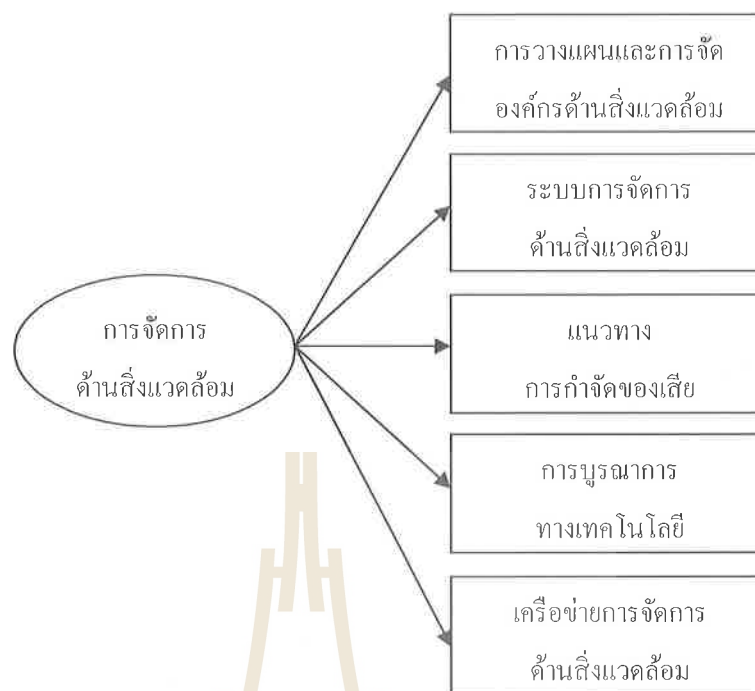 การวางแผนและการจัด
องค์กรด้านสิ่งแวดล้อม
ระบบการจัดการ
ด้านสิ่งแวดล้อม
การจัดการ
ด้านสิ่งแวดล้อม
แนวทาง
การกำจัดของเสีย
การบูรณาการ
ทางเทคโนโลยี
เครือข่ายการจัดการ
ด้านสิ่งแวดล้อม